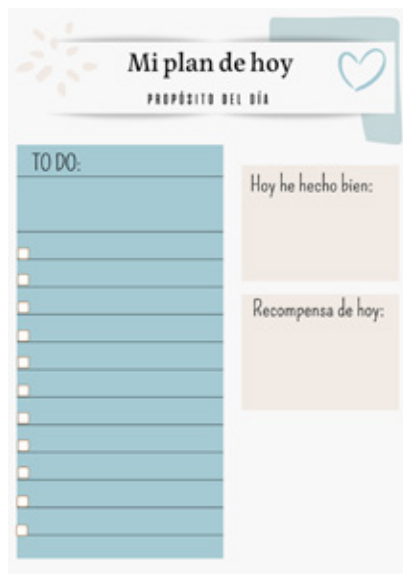 Mi plan de hoy
PROPÓSITO DEL DÍA
TO DO:
Hoy he hecho bien:
Recompensa de hoy: